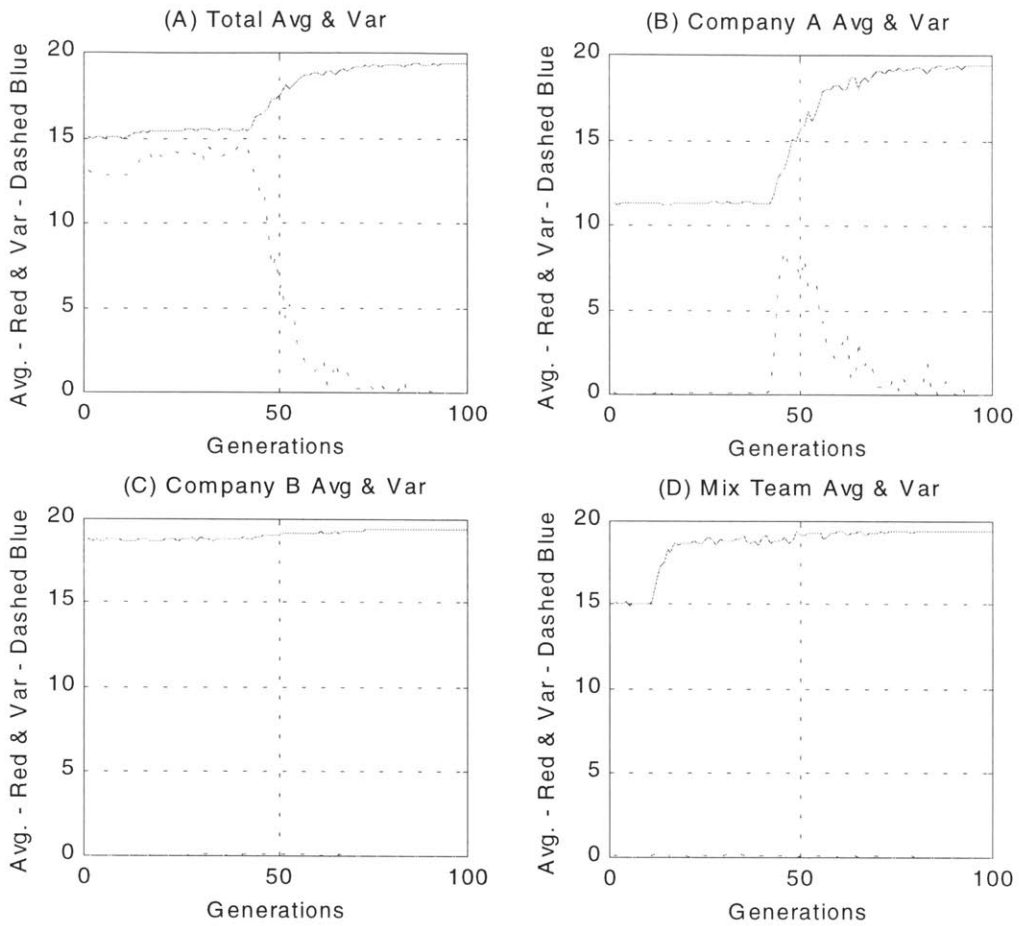 (A) Total Avg & Var
Avg. - Red & Var - Dashed Blue
20
15
10
5
0
0
50
100
Generations
(B) Company A Avg & Var
Avg. - Red & Var - Dashed Blue
20
15
10
5
0
0
50
100
Generations
(C) Company B Avg & Var
Avg. - Red & Var - Dashed Blue
20
15
10
5
0
0
50
100
Generations
(D) Mix Team Avg & Var
Avg. - Red & Var - Dashed Blue
20
15
10
5
0
0
50
100
Generations